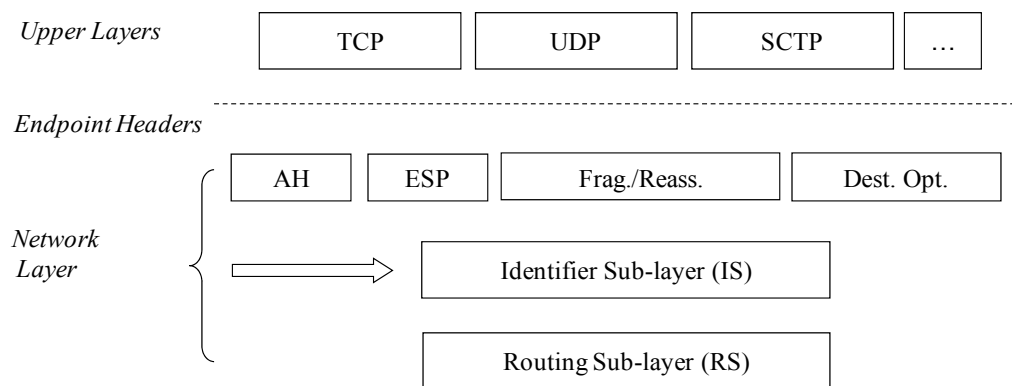 Upper Layers
TCP UDP SCTP …
Endpoint Headers
AH ESP Frag./Reass. Dest. Opt.
Network
Layer
Identifier Sub-layer (IS)
Routing Sub-layer (RS)